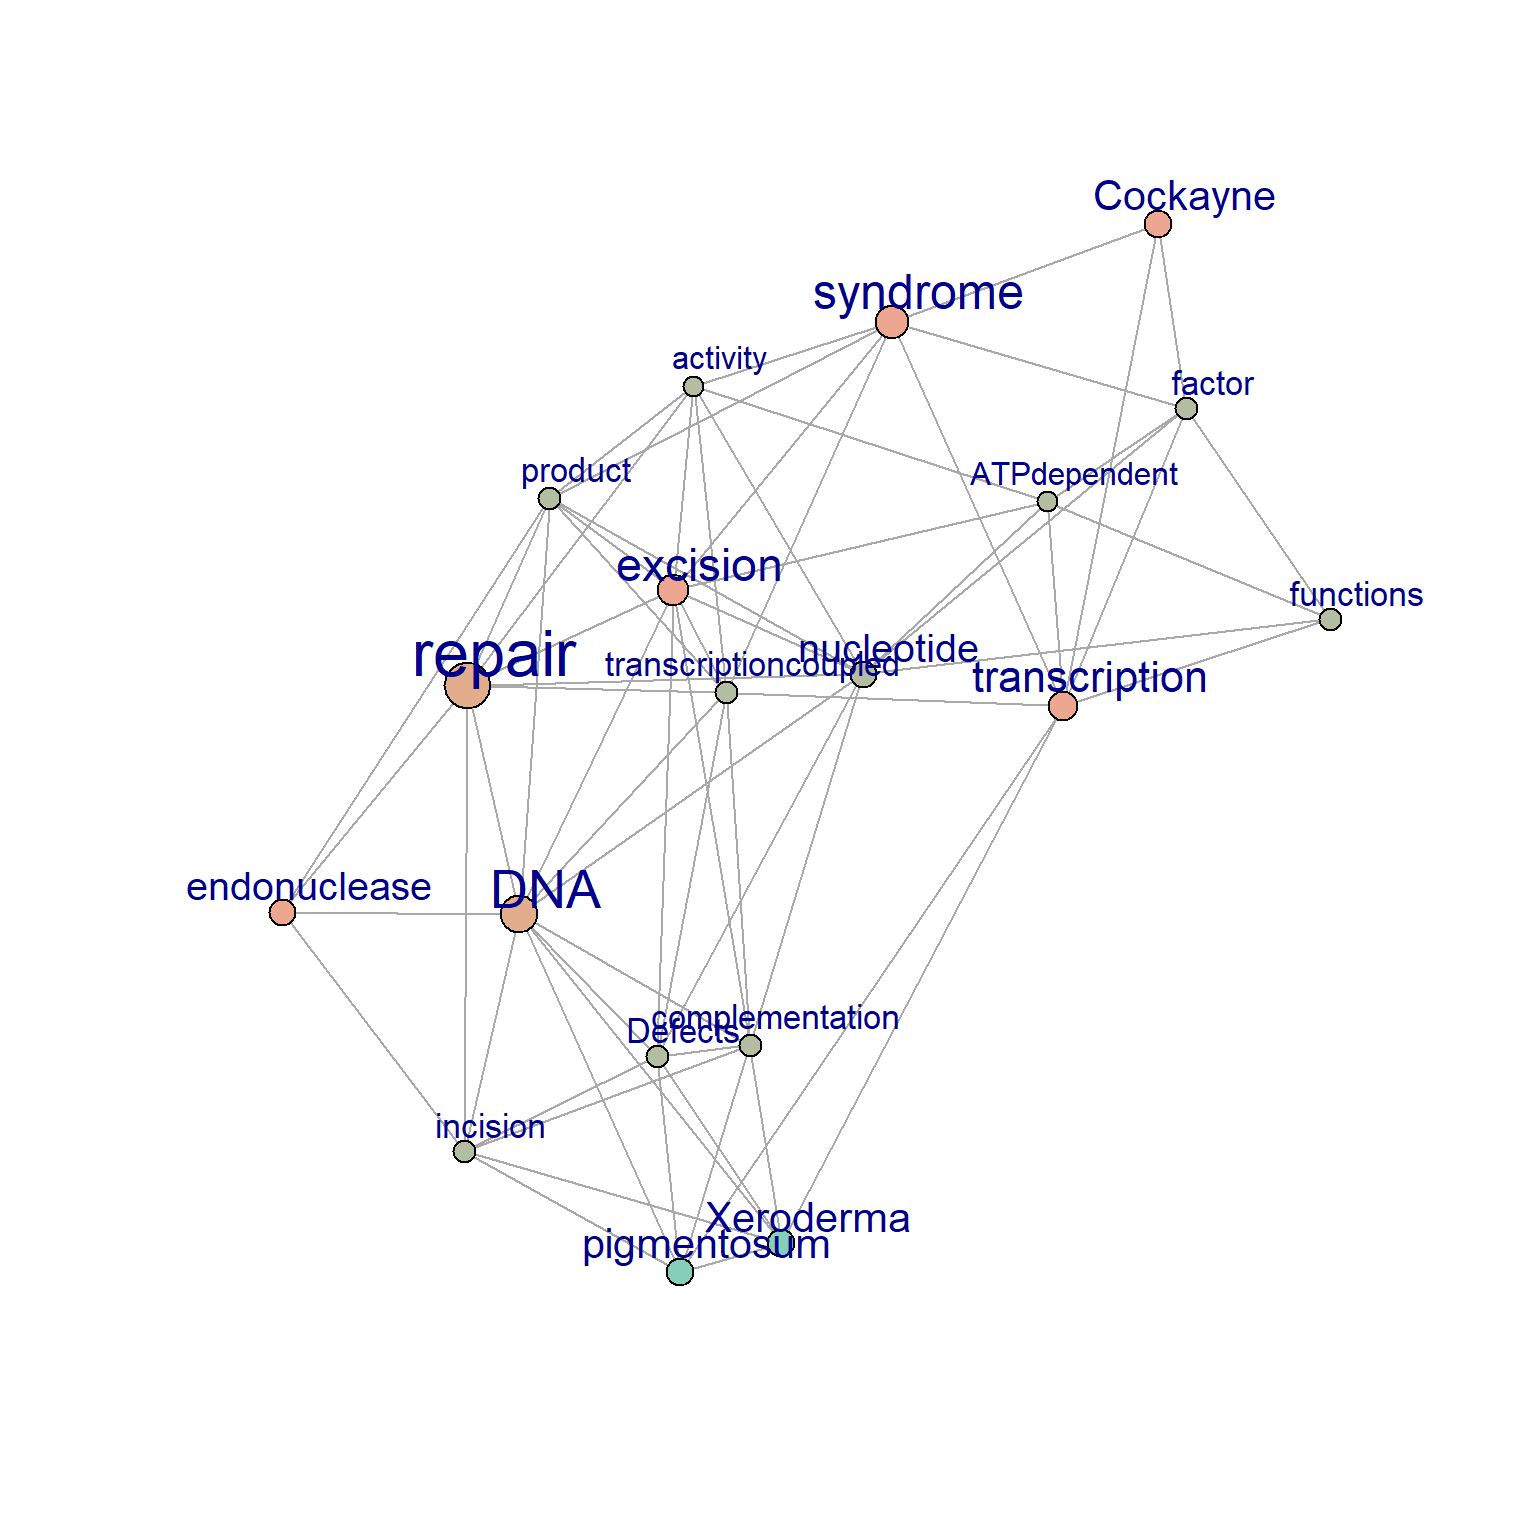 Cockayne
syndrome
activity
factor
product
ATPdependent
excision
functions
repair
transcriptioncoupled
nucleotide
transcription
endonuclease
DNA
complementation
Defects
incision
Xeroderma
pigmentosum